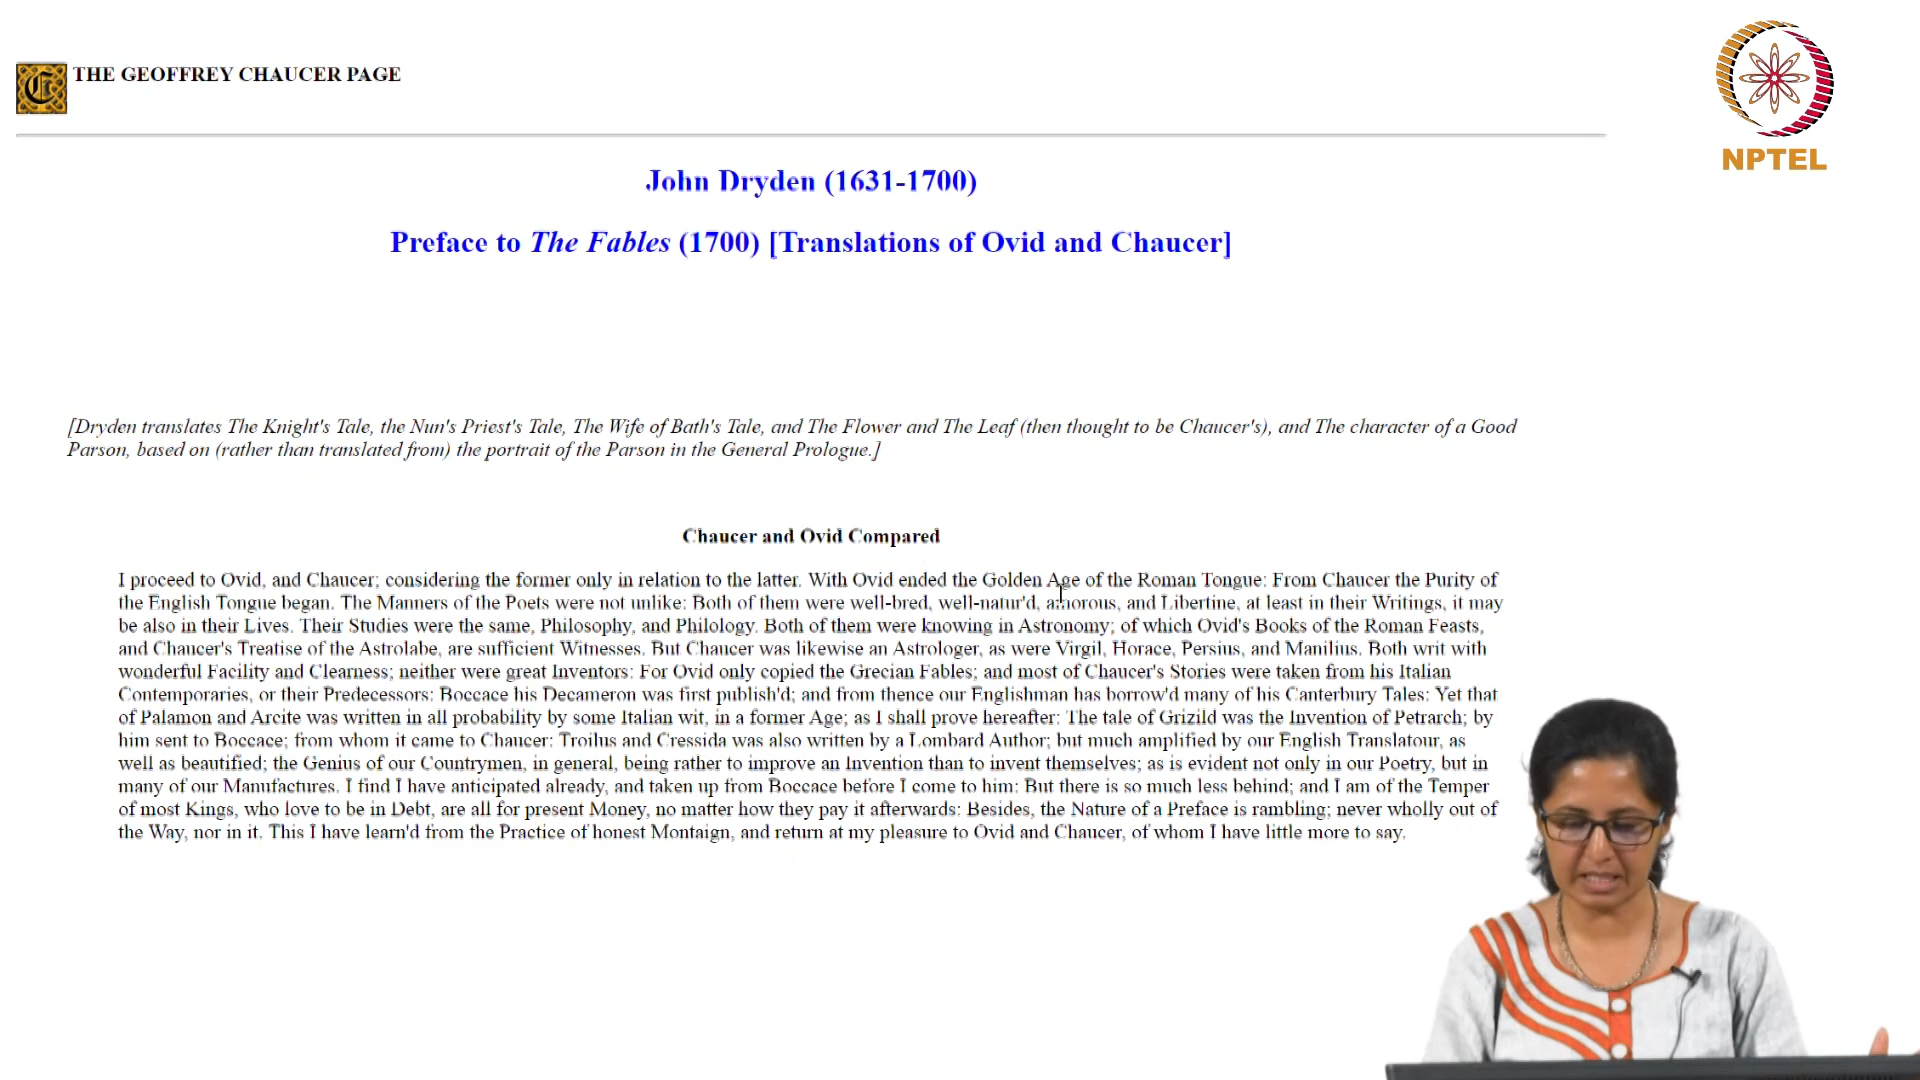 THE GEOFFREY CHAUCER PAGE
NPTEL
John Dryden (1631-1700)
Preface to The Fables (1700) [Translations of Ovid and Chaucer]
[Dryden translates The Knight's Tale, the Nun's Priest's Tale, The Wife of Bath's Tale, and The Flower and The Leaf (then thought to be Chaucer's), and The character of a Good
Parson, based on (rather than translated from) the portrait of the Parson in the General Prologue.]
Chaucer and Ovid Compared
I proceed to Ovid, and Chaucer; considering the former only in relation to the latter. With Ovid ended the Golden Age of the Roman Tongue: From Chaucer the Purity of
the English Tongue began. The Manners of the Poets were not unlike: Both of them were well-bred, well-natur'd, amorous, and Libertine, at least in their Writings, it may
be also in their Lives. Their Studies were the same, Philosophy, and Philology. Both of them were knowing in Astronomy; of which Ovid's Books of the Roman Feasts,
and Chaucer's Treatise of the Astrolabe, are sufficient Witnesses. But Chaucer was likewise an Astrologer, as were Virgil, Horace, Persius, and Manilius. Both writ with
wonderful Facility and Clearness; neither were great Inventors: For Ovid only copied the Grecian Fables; and most of Chaucer's Stories were taken from his Italian
Contemporaries, or their Predecessors: Boccace his Decameron was first publish'd; and from thence our Englishman has borrow'd many of his Canterbury Tales: Yet that
of Palamon and Arcite was written in all probability by some Italian wit, in a former Age; as I shall prove hereafter: The tale of Grizild was the Invention of Petrarch; by
him sent to Boccace; from whom it came to Chaucer: Troilus and Cressida was also written by a Lombard Author; but much amplified by our English Translatour, as
well as beautified; the Genius of our Countrymen, in general, being rather to improve an Invention than to invent themselves; as is evident not only in our Poetry, but in
many of our Manufactures. I find I have anticipated already, and taken up from Boccace before I come to him: But there is so much less behind; and I am of the Temper
of most Kings, who love to be in Debt, are all for present Money, no matter how they pay it afterwards: Besides, the Nature of a Preface is rambling; never wholly out of
the Way, nor in it. This I have learn'd from the Practice of honest Montaign, and return at my pleasure to Ovid and Chaucer, of whom I have little more to say.